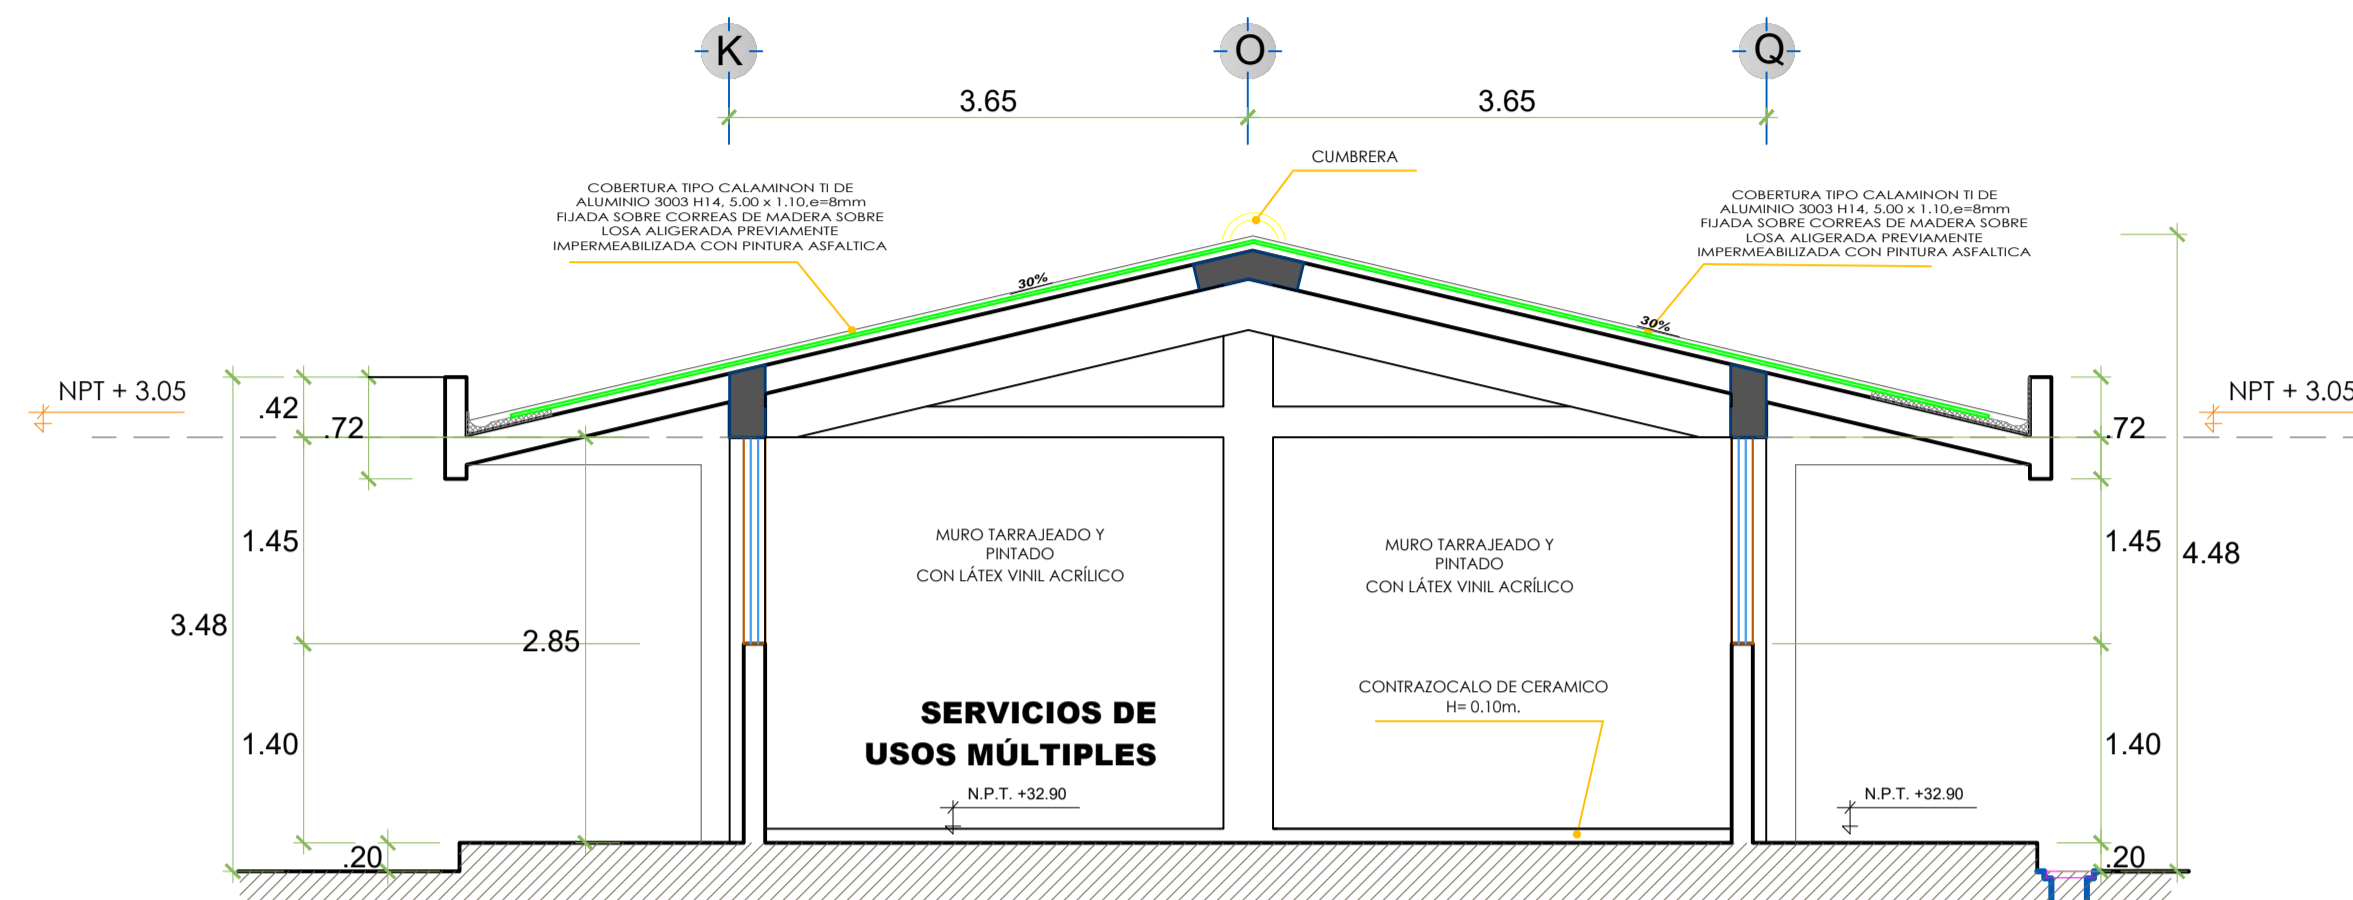 K
O
Q
3.65
3.65
CUMBRERA
COBERTURA TIPO CALAMINON TI DE
ALUMINIO 3003 H14, 5.00 x 1.10,e=8mm
FIJADA SOBRE CORREAS DE MADERA SOBRE
LOSA ALIGERADA PREVIAMENTE
IMPERMEABILIZADA CON PINTURA ASFALTICA
COBERTURA TIPO CALAMINON TI DE
ALUMINIO 3003 H14, 5.00 x 1.10,e=8mm
FIJADA SOBRE CORREAS DE MADERA SOBRE
LOSA ALIGERADA PREVIAMENTE
IMPERMEABILIZADA CON PINTURA ASFALTICA
30%
30%
NPT + 3.05
NPT + 3.05
.42
.72
.72
1.45
1.45
4.48
3.48
2.85
MURO TARRAJEADO Y
PINTADO
CON LÁTEX VINIL ACRÍLICO
MURO TARRAJEADO Y
PINTADO
CON LÁTEX VINIL ACRÍLICO
CONTRAZOCALO DE CERAMICO
H= 0.10m.
SERVICIOS DE
USOS MÚLTIPLES
1.40
1.40
N.P.T. +32.90
N.P.T. +32.90
.20
.20